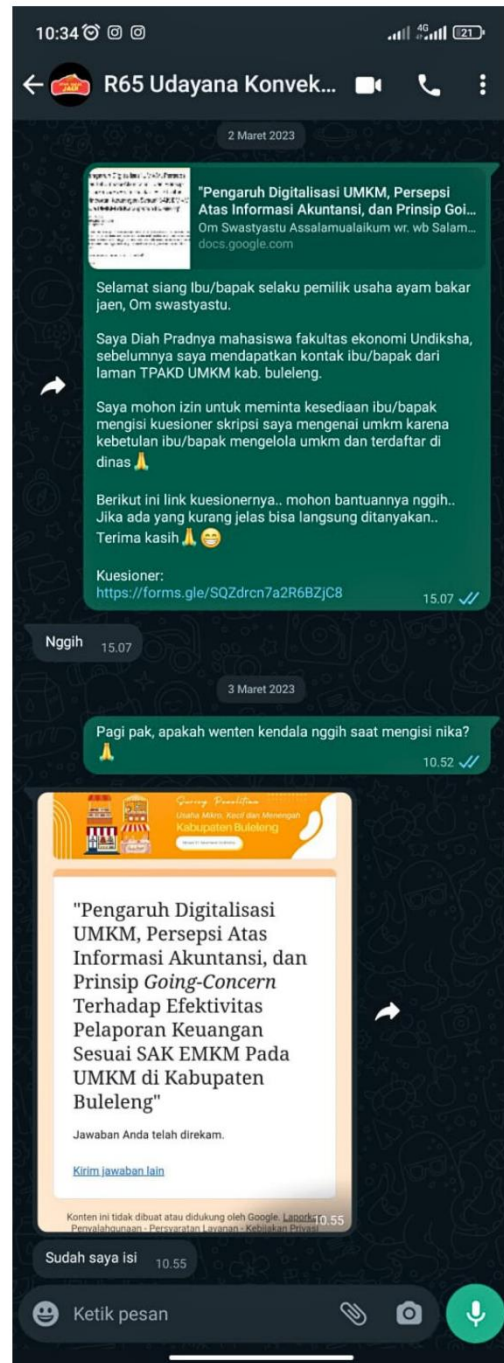 10:34
4G
21
R65 Udayana Konvek...
2 Maret 2023
"Pengaruh Digitalisasi UMKM, Persepsi
Atas Informasi Akuntansi, dan Prinsip Goi...
Om Swastyastu Assalamualaikum wr. wb Salam...
docs.google.com
Selamat siang Ibu/bapak selaku pemilik usaha ayam bakar
jaen, Om swastyastu.
Saya Diah Pradnya mahasiswa fakultas ekonomi Undiksha,
sebelumnya saya mendapatkan kontak ibu/bapak dari
laman TPAKD UMKM kab. buleleng.
Saya mohon izin untuk meminta kesediaan ibu/bapak
mengisi kuesioner skripsi saya mengenai umkm karena
kebetulan ibu/bapak mengelola umkm dan terdaftar di
dinas🙏
Berikut ini link kuesionernya.. mohon bantuannya nggih..
Jika ada yang kurang jelas bisa langsung ditanyakan..
Terima kasih🙏😁
Kuesioner:
https://forms.gle/SQZdrcn7a2R6BZjC8
15.07
Nggih 15.07
3 Maret 2023
Pagi pak, apakah wenten kendala nggih saat mengisi nika?
🙏
10.52
Survey Penelitian
Usaha Mikro, Kecil dan Menengah
Kabupaten Buleleng
"Pengaruh Digitalisasi
UMKM, Persepsi Atas
Informasi Akuntansi, dan
Prinsip Going-Concern
Terhadap Efektivitas
Pelaporan Keuangan
Sesuai SAK EMKM Pada
UMKM di Kabupaten
Buleleng"
Jawaban Anda telah direkam.
Kirim jawaban lain
Konten ini tidak dibuat atau didukung oleh Google.
10.55
Penyalahgunaan - Persyaratan Layanan - Kebijakan Privasi
Sudah saya isi 10.55
Ketik pesan